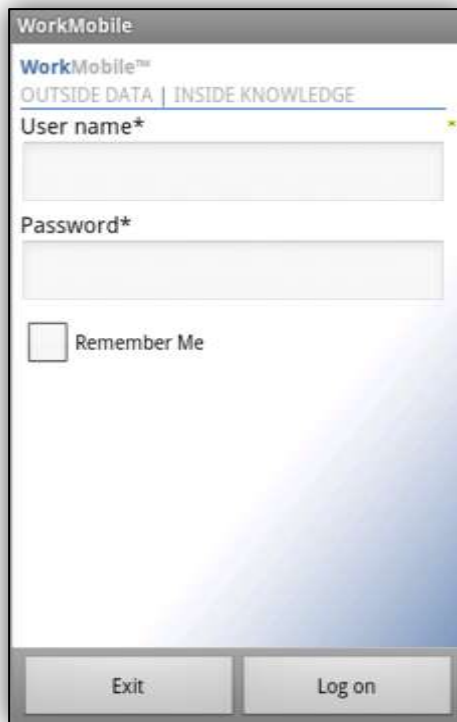 WorkMobile
WorkMobile™
OUTSIDE DATA | INSIDE KNOWLEDGE
User name*
Password*
Remember Me
Exit
Log on